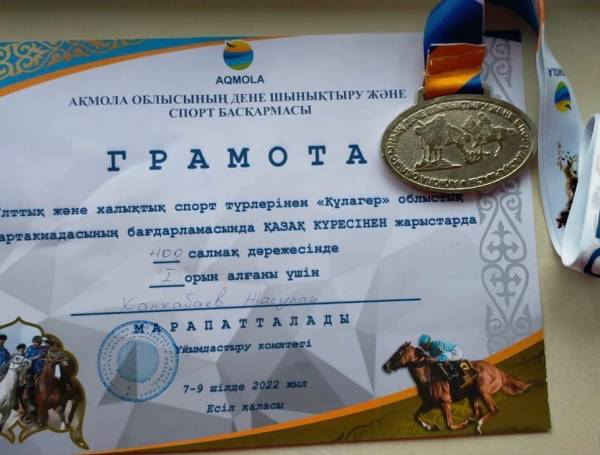 AQMOLA
АҚМОЛА ОБЛЫСЫНЫҢ ДЕНЕ ШЫНЫҚТЫРУ ЖӘНЕ
СПОРТ БАСҚАРМАСЫ
ГРАМОТА
лттық және халықтық спорт түрлерінен «Құлагер» облыстық
артакиадасының бағдарламасында ҚАЗАҚ КҮРЕСІНЕН жарыстарда
салмақ дәрежесінде
I орын алғаны үшін
МАРАПАТТАЛАДЫ
Ұйымдастыру комитеті
7-9 шілде 2022 жыл
Есіл қаласы